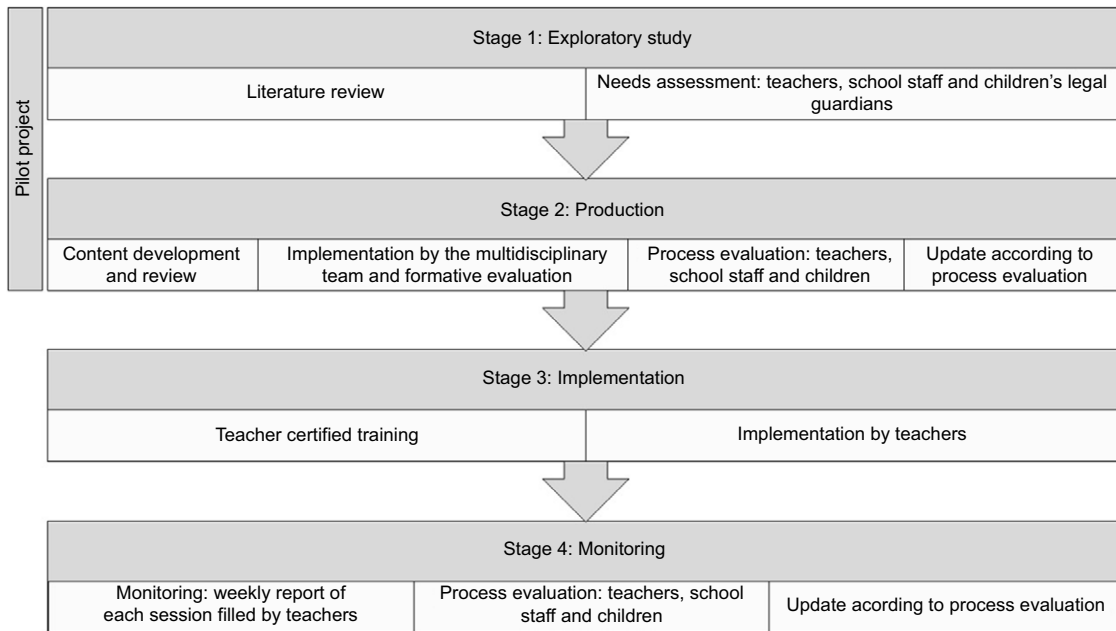 Pilot project
Stage 1: Exploratory study
Literature review
Needs assessment: teachers, school staff and children's legal
guardians
Stage 2: Production
Content development
and review
Implementation by the multidisciplinary
team and formative evaluation
Process evaluation: teachers,
school staff and children
Update according to
process evaluation
Stage 3: Implementation
Teacher certified training
Implementation by teachers
Stage 4: Monitoring
Monitoring: weekly report of
each session filled by teachers
Process evaluation: teachers, school
staff and children
Update acording to process evaluation